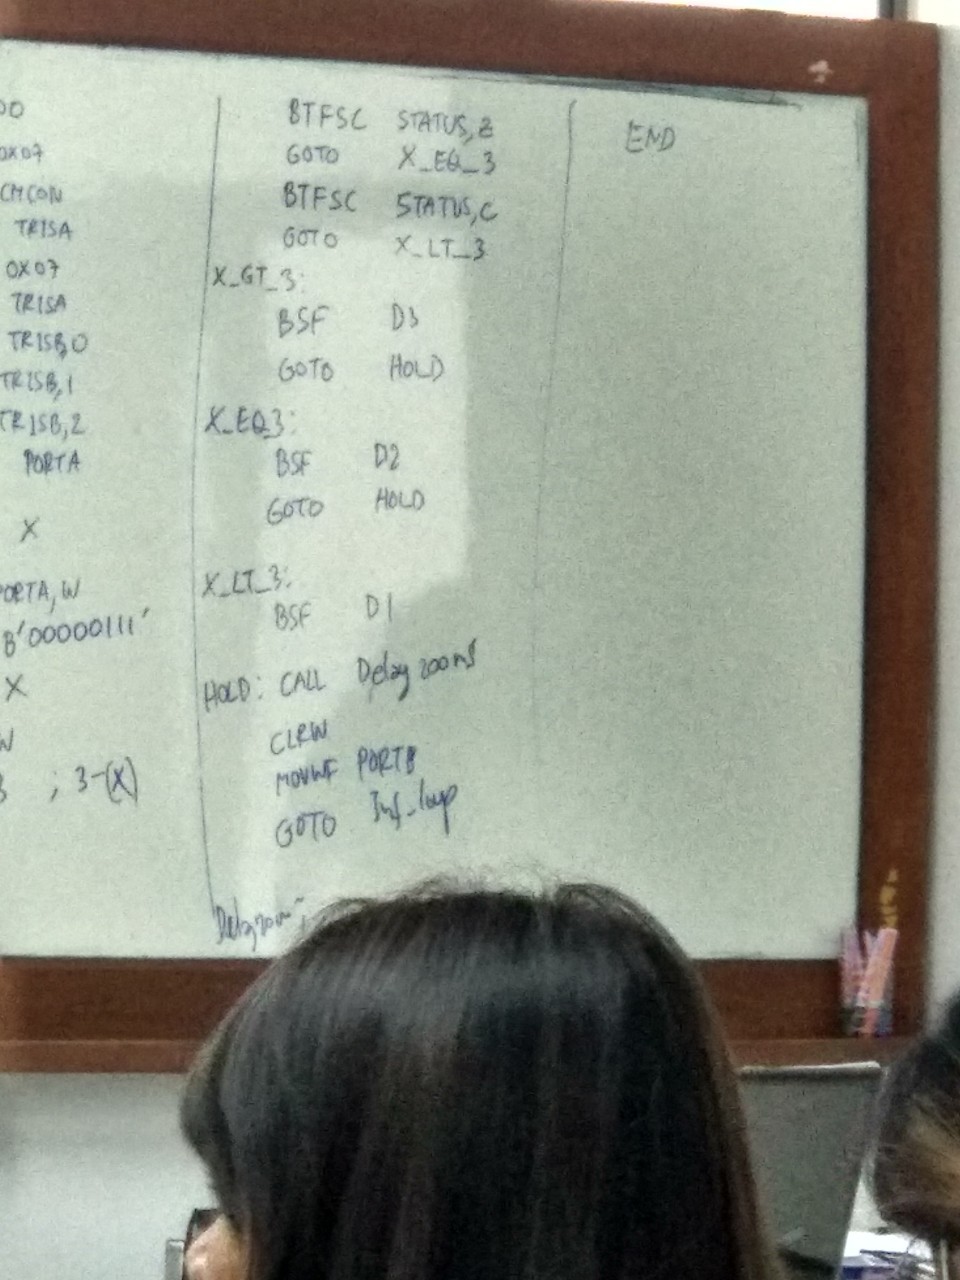 00
0X07
CMCON
TRISA
0X07
TRISA
TRISB,0
TRISB,1
TRISB,2
PORTA
X
PORTA,W
B'00000111'
X
W
3 ; 3-(X)
BTFSC STATUS,Z
GOTO X_EQ_3
BTFSC STATUS,C
GOTO X_LT_3
X_GT_3:
BSF D3
GOTO HOLD
X_EQ_3:
BSF D2
GOTO HOLD
X_LT_3:
BSF D1
HOLD: CALL Delay200ms
CLRW
MOVWF PORTB
GOTO Inf_loop
END